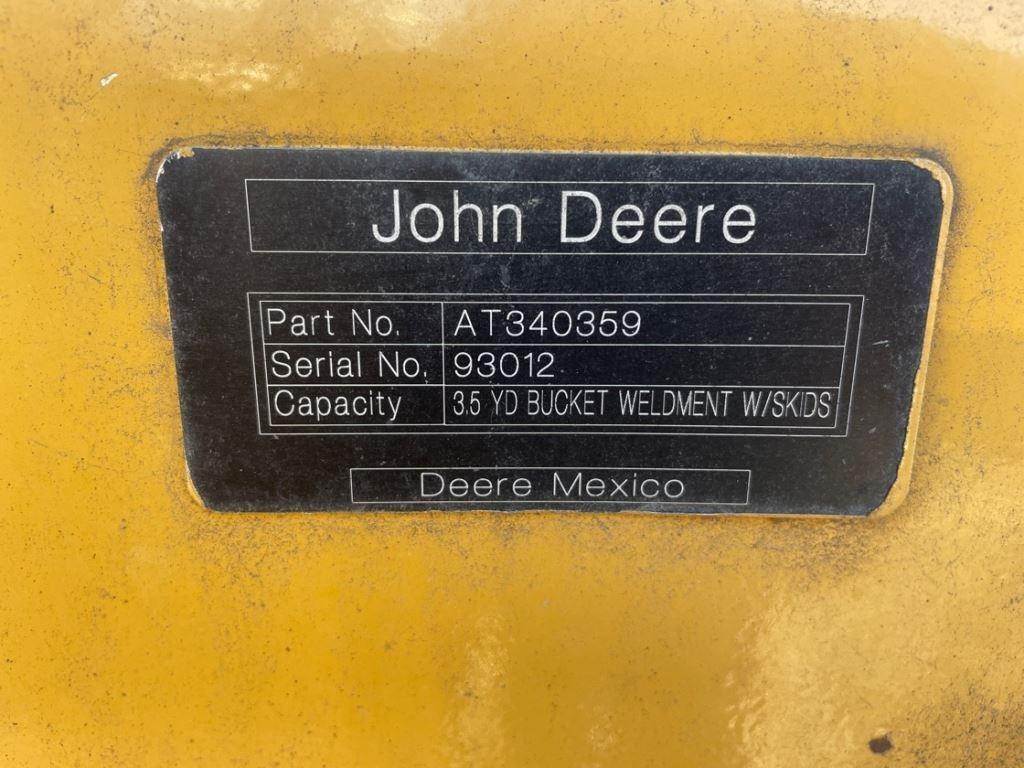 John Deere
Part No. AT340359
Serial No. 93012
Capacity 3.5 YD BUCKET WELDMENT W/SKIDS
Deere Mexico